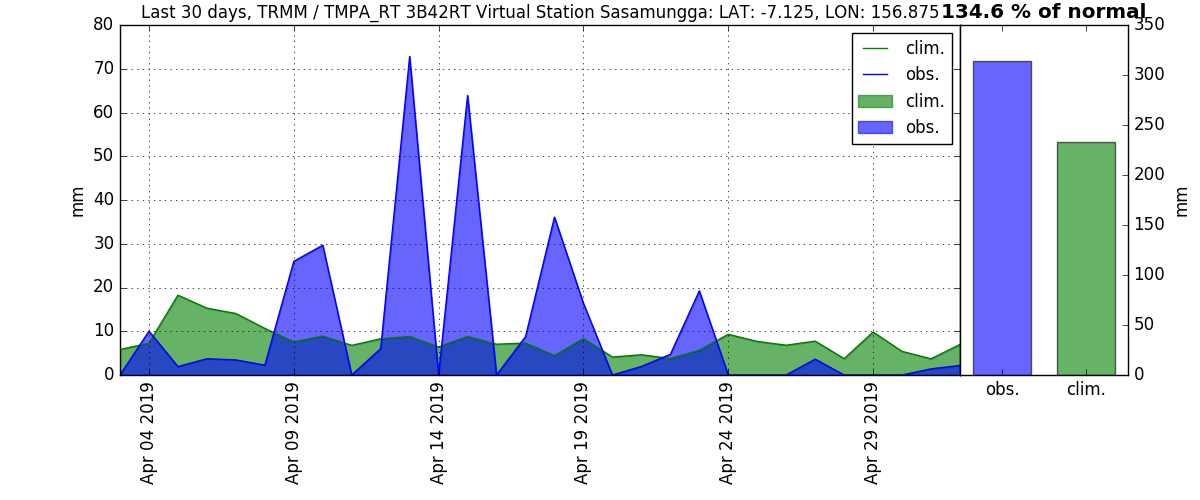 Last 30 days, TRMM / TMPA_RT 3B42RT Virtual Station Sasamungga: LAT: -7.125, LON: 156.875
134.6 % of normal
80
70
60
50
40
30
20
10
0
mm
clim.
obs.
clim.
obs.
350
300
250
200
150
100
50
0
mm
Apr 04 2019
Apr 09 2019
Apr 14 2019
Apr 19 2019
Apr 24 2019
Apr 29 2019
obs.
clim.